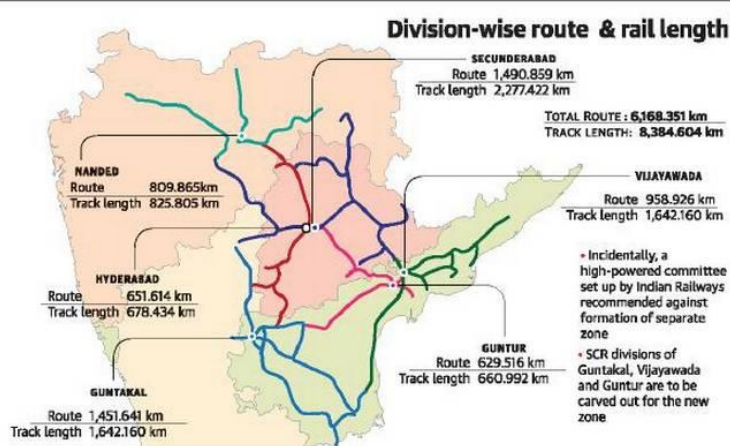 Division-wise route & rail length
SECUNDERABAD
Route 1,490.859 km
Track length 2,277.422 km
TOTAL ROUTE : 6,168.351 km
TRACK LENGTH: 8,384.604 km
NANDED
Route 809.865km
Track length 825.805 km
VIJAYAWADA
Route 958.926 km
Track length 1,642.160 km
HYDERABAD
Route 651.614 km
Track length 678.434 km
• Incidentally, a
high-powered committee
set up by Indian Railways
recommended against
formation of separate
zone
• SCR divisions of
Guntakal, Vijayawada
and Guntur are to be
carved out for the new
zone
GUNTUR
Route 629.516 km
Track length 660.992 km
GUNTAKAL
Route 1,451.641 km
Track length 1,642.160 km